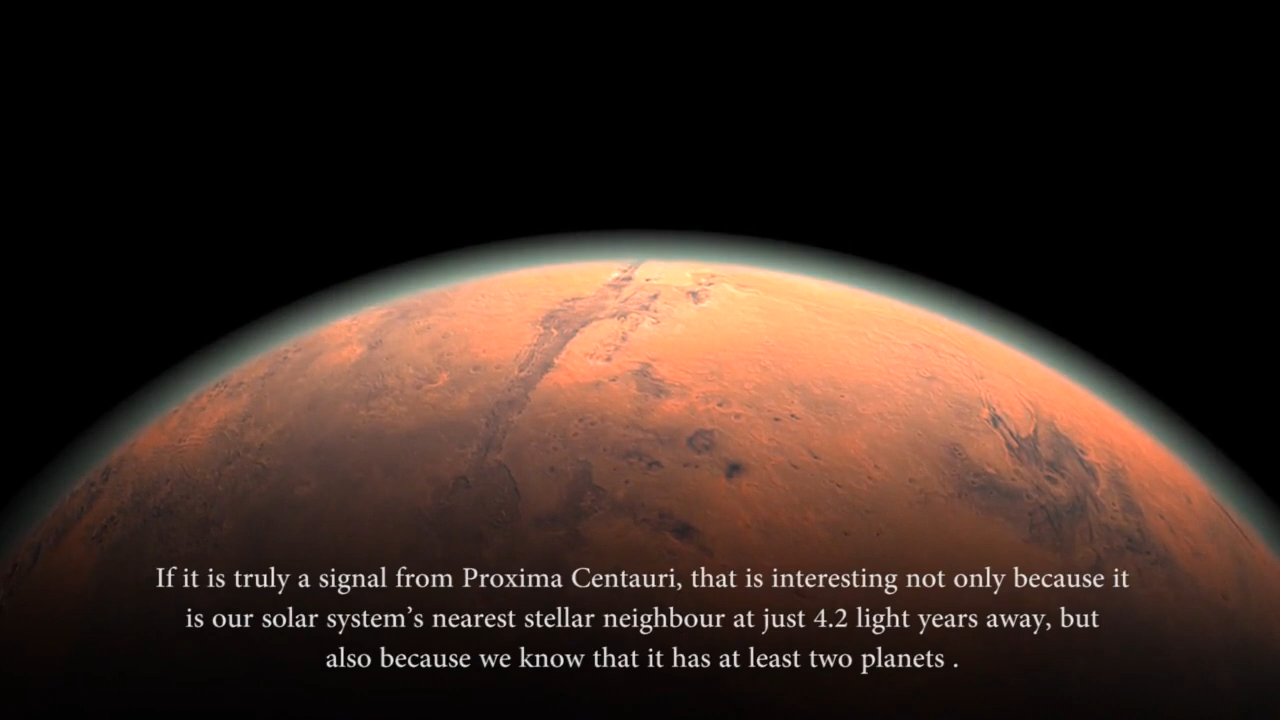 If it is truly a signal from Proxima Centauri, that is interesting not only because it
is our solar system’s nearest stellar neighbour at just 4.2 light years away, but
also because we know that it has at least two planets .